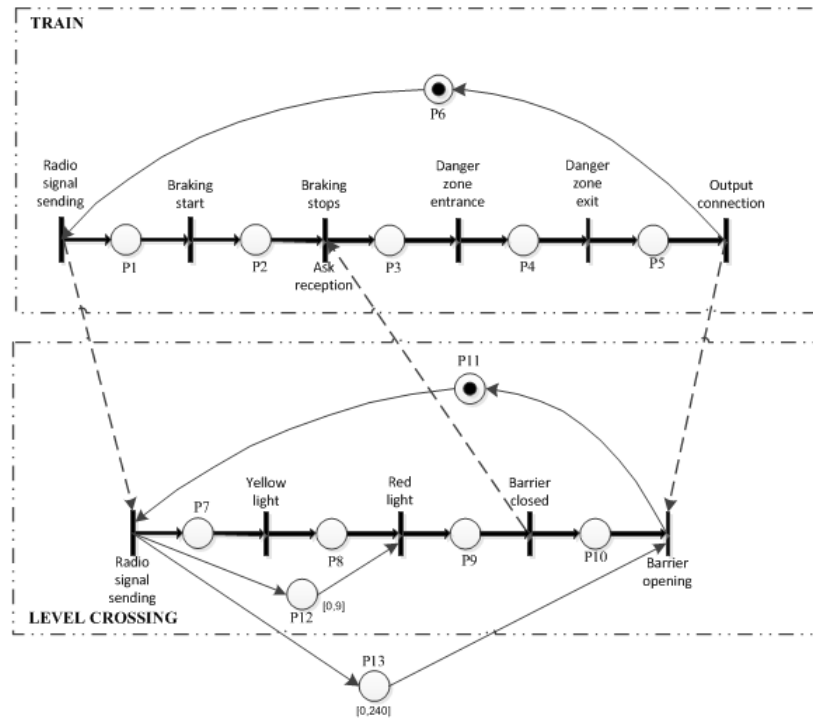 TRAIN
P6
Radio
signal
sending
Braking
start
Braking
stops
Danger
zone
entrance
Danger
zone
exit
Output
connection
P1
P2
Ask
reception
P3
P4
P5
P11
P7
Yellow
light
Red
light
Barrier
closed
Radio
signal
sending
P8
P9
P10
Barrier
opening
P12
[0,9]
LEVEL CROSSING
P13
[0,240]